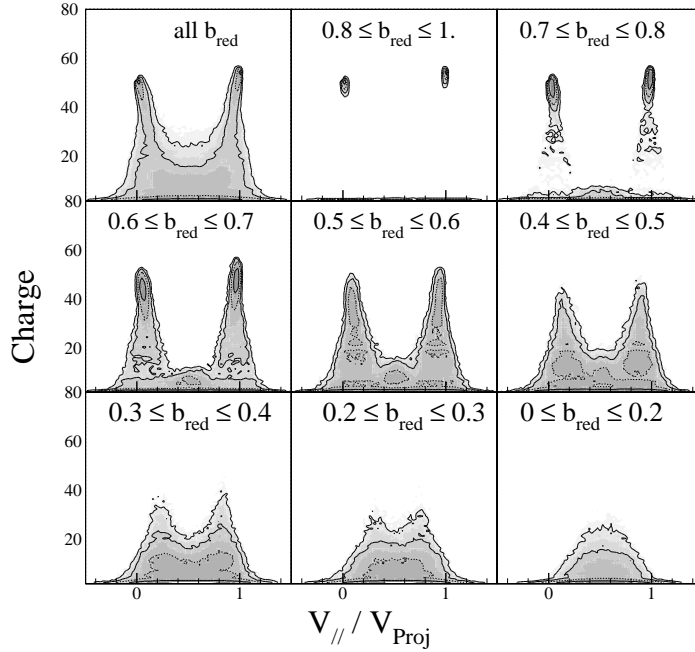 80
60
40
20
all b_red
0.8 ≤ b_red ≤ 1.
0.7 ≤ b_red ≤ 0.8
80
60
40
20
0.6 ≤ b_red ≤ 0.7
0.5 ≤ b_red ≤ 0.6
0.4 ≤ b_red ≤ 0.5
80
60
40
20
0.3 ≤ b_red ≤ 0.4
0.2 ≤ b_red ≤ 0.3
0 ≤ b_red ≤ 0.2
0 1 0 1 0 1
Charge
V_// / V_Proj